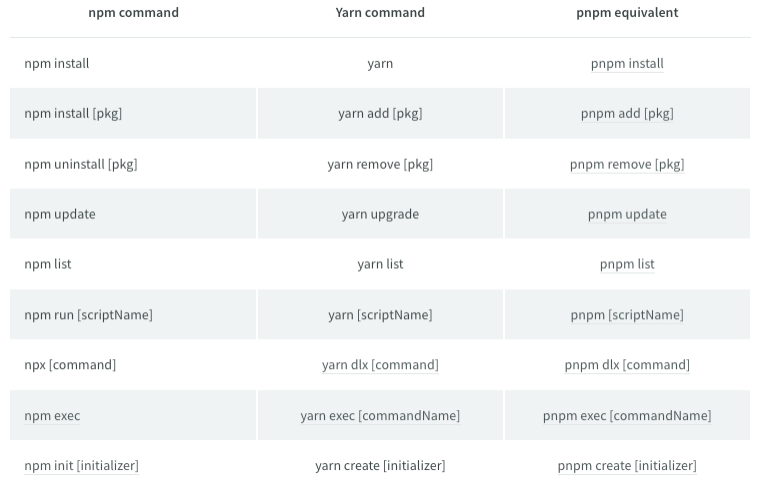 npm command Yarn command pnpm equivalent
npm install yarn pnpm install
npm install [pkg] yarn add [pkg] pnpm add [pkg]
npm uninstall [pkg] yarn remove [pkg] pnpm remove [pkg]
npm update yarn upgrade pnpm update
npm list yarn list pnpm list
npm run [scriptName] yarn [scriptName] pnpm [scriptName]
npx [command] yarn dlx [command] pnpm dlx [command]
npm exec yarn exec [commandName] pnpm exec [commandName]
npm init [initializer] yarn create [initializer] pnpm create [initializer]